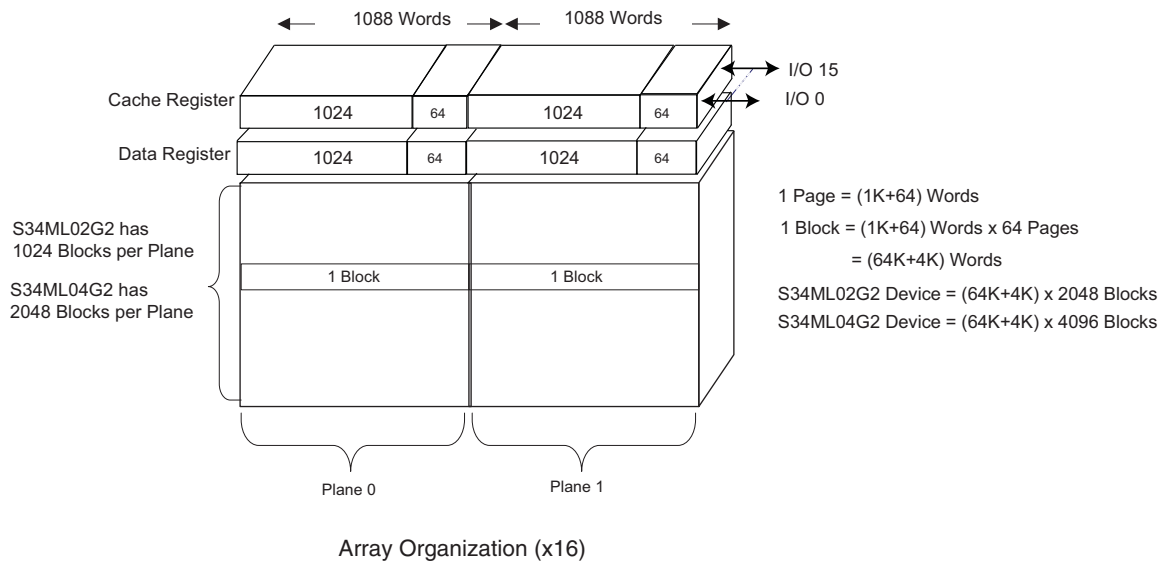 1088 Words
1088 Words
I/O 15
I/O 0
Cache Register
1024
64
1024
64
Data Register
1024
64
1024
64
S34ML02G2 has
1024 Blocks per Plane
S34ML04G2 has
2048 Blocks per Plane
1 Block
1 Block
1 Page = (1K+64) Words
1 Block = (1K+64) Words x 64 Pages
= (64K+4K) Words
S34ML02G2 Device = (64K+4K) x 2048 Blocks
S34ML04G2 Device = (64K+4K) x 4096 Blocks
Plane 0
Plane 1
Array Organization (x16)